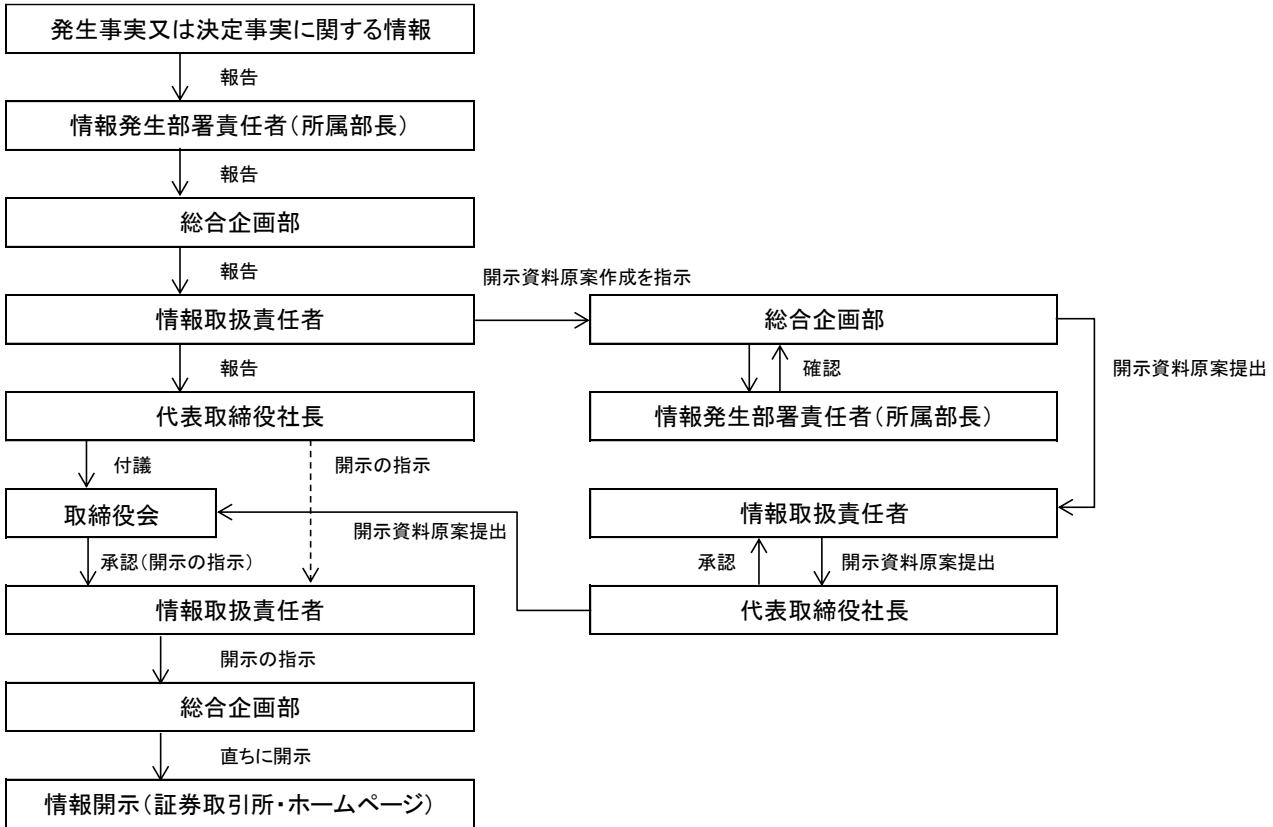 発生事実又は決定事実に関する情報
報告
情報発生部署責任者（所属部長）
報告
総合企画部
報告
開示資料原案作成を指示
情報取扱責任者
総合企画部
報告
確認
開示資料原案提出
代表取締役社長
情報発生部署責任者（所属部長）
付議
開示の指示
取締役会
情報取扱責任者
開示資料原案提出
承認（開示の指示）
承認
開示資料原案提出
情報取扱責任者
代表取締役社長
開示の指示
総合企画部
直ちに開示
情報開示（証券取引所・ホームページ）